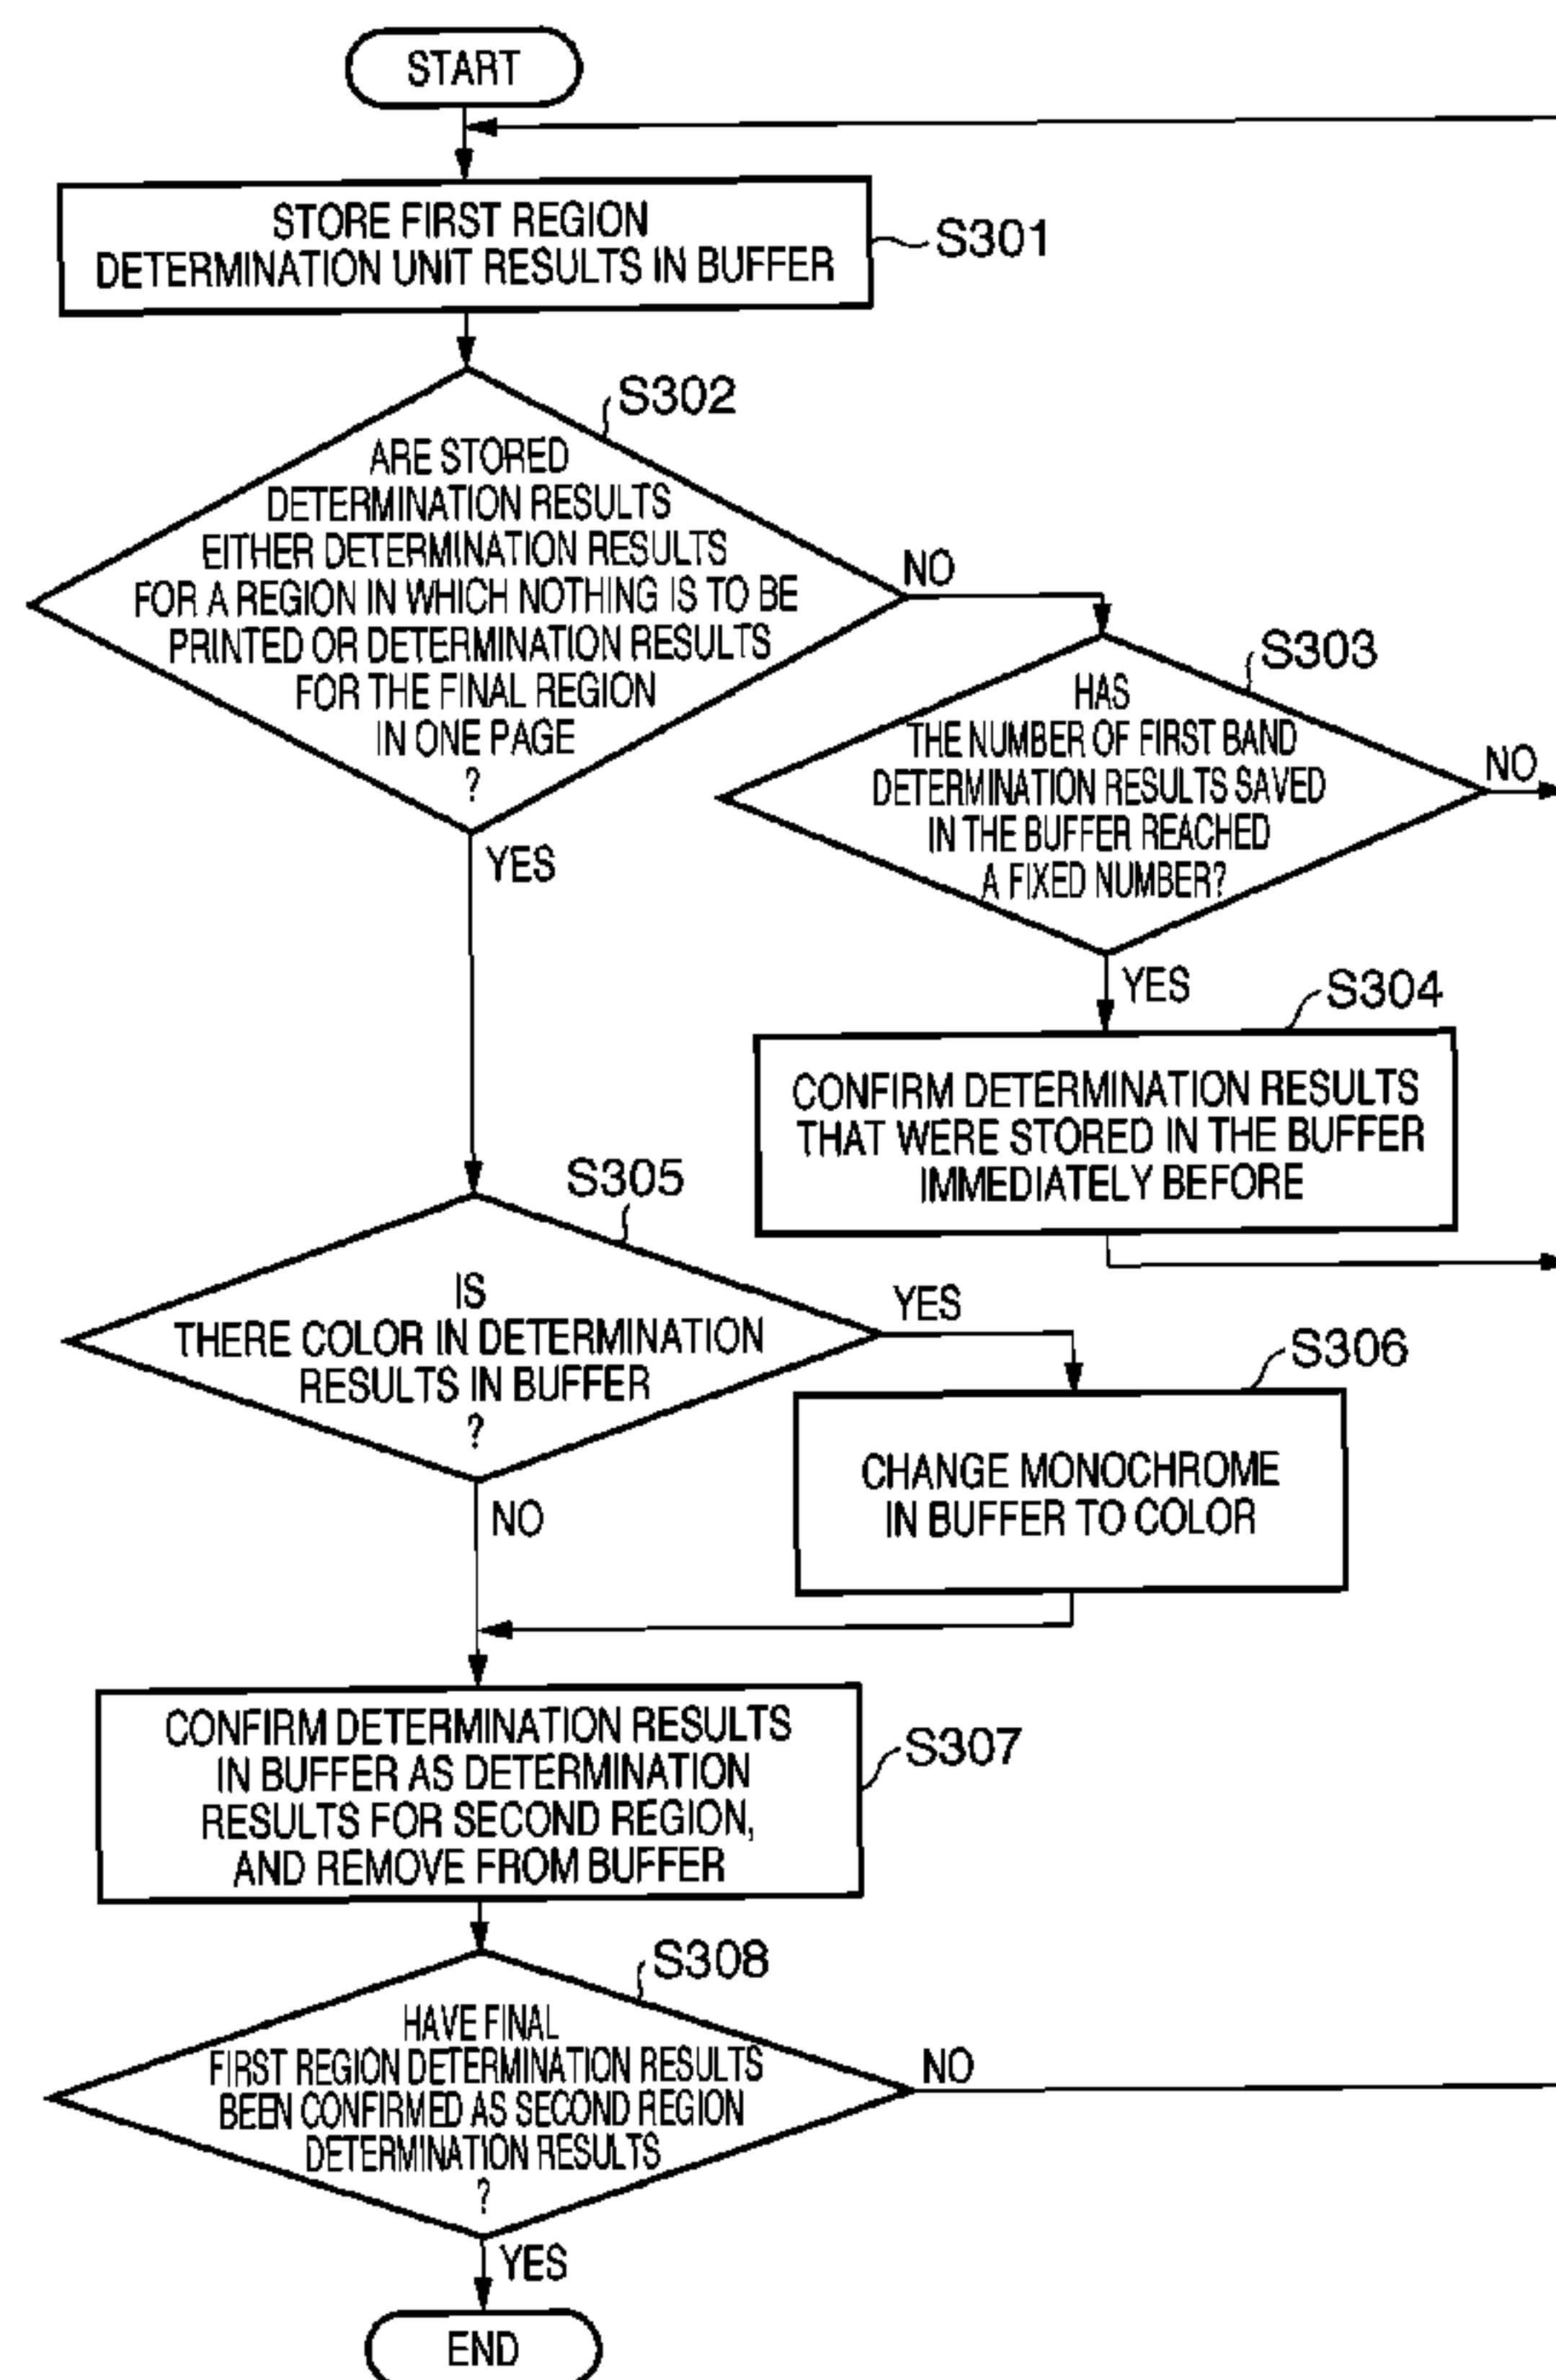 START
STORE FIRST REGION
DETERMINATION UNIT RESULTS IN BUFFER
S301
S302
ARE STORED
DETERMINATION RESULTS
EITHER DETERMINATION RESULTS
FOR A REGION IN WHICH NOTHING IS TO BE
PRINTED OR DETERMINATION RESULTS
FOR THE FINAL REGION
IN ONE PAGE
?
NO
YES
S303
HAS
THE NUMBER OF FIRST BAND
DETERMINATION RESULTS SAVED
IN THE BUFFER REACHED
A FIXED NUMBER?
NO
YES
S304
CONFIRM DETERMINATION RESULTS
THAT WERE STORED IN THE BUFFER
IMMEDIATELY BEFORE
S305
IS
THERE COLOR IN DETERMINATION
RESULTS IN BUFFER
?
YES
NO
S306
CHANGE MONOCHROME
IN BUFFER TO COLOR
CONFIRM DETERMINATION RESULTS
IN BUFFER AS DETERMINATION
RESULTS FOR SECOND REGION,
AND REMOVE FROM BUFFER
S307
S308
HAVE FINAL
FIRST REGION DETERMINATION RESULTS
BEEN CONFIRMED AS SECOND REGION
DETERMINATION RESULTS
?
NO
YES
END